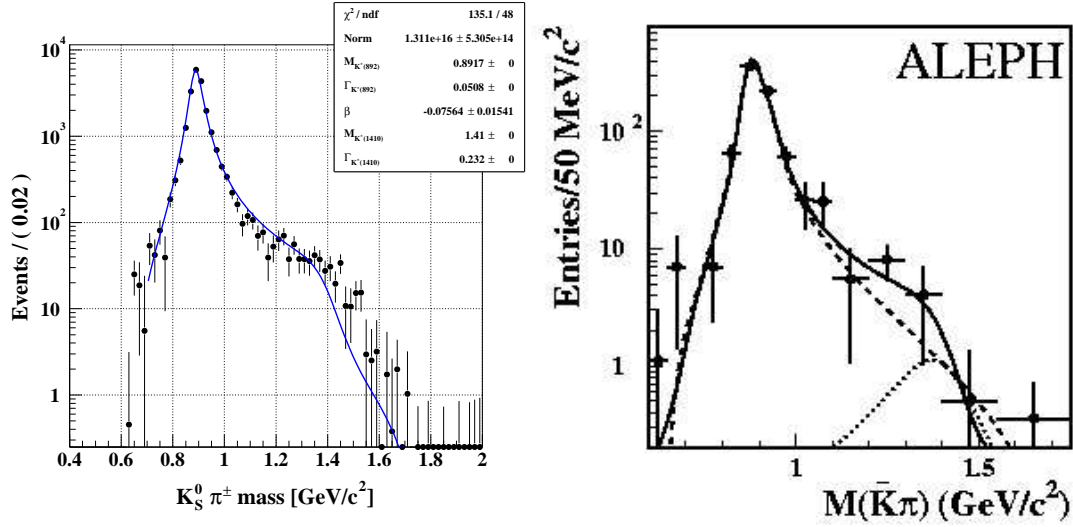 χ² / ndf 135.1 / 48
Norm 1.311e+16 ± 5.305e+14
M_K*(892) 0.8917 ± 0
Γ_K*(892) 0.0508 ± 0
β -0.07564 ± 0.01541
M_K*(1410) 1.41 ± 0
Γ_K*(1410) 0.232 ± 0
Events / ( 0.02 )
10⁴
10³
10²
10
1
0.4 0.6 0.8 1 1.2 1.4 1.6 1.8 2
K⁰_S π± mass [GeV/c²]
ALEPH
Entries/50 MeV/c²
10²
10
1
1 1.5
M(K̄π) (GeV/c²)